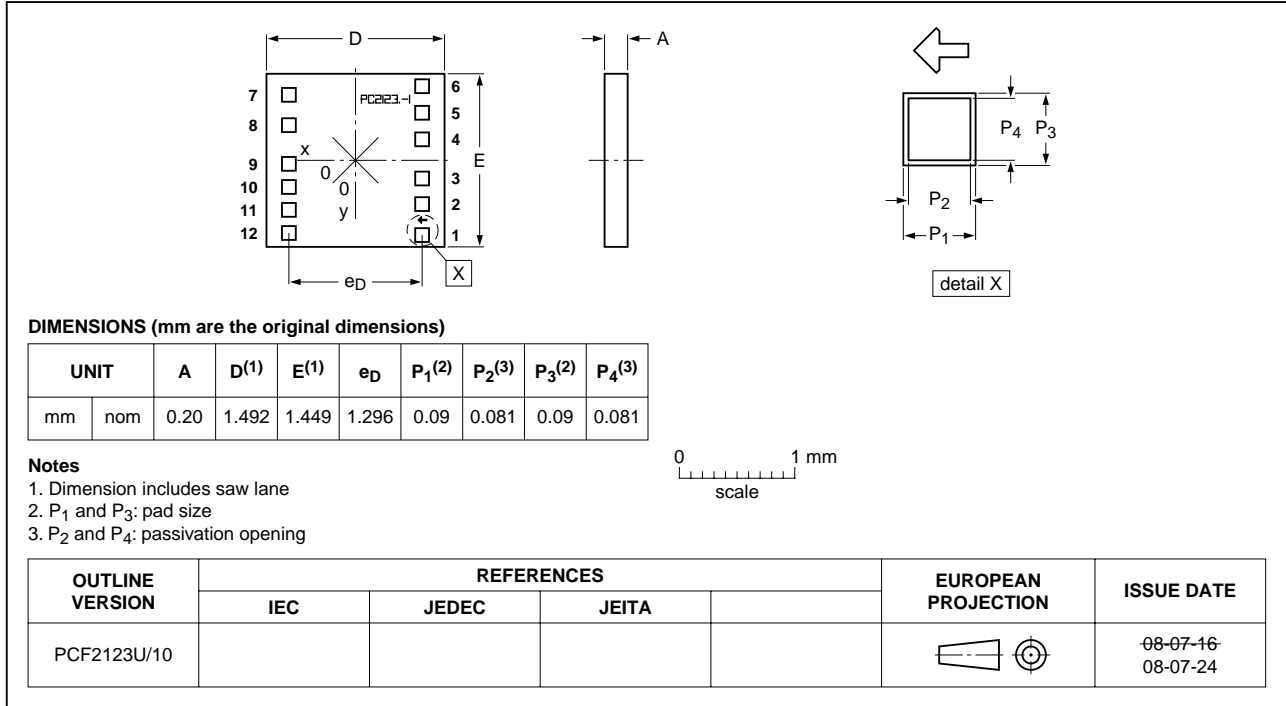 D
A
7
8
9
10
11
12
PC2123.-1
6
5
4
3
2
1
x
0
0
y
E
eD
X
P4
P3
P2
P1
detail X
DIMENSIONS (mm are the original dimensions)
UNIT A D(1) E(1) eD P1(2) P2(3) P3(2) P4(3)
mm nom 0.20 1.492 1.449 1.296 0.09 0.081 0.09 0.081
0 1 mm
scale
Notes
1. Dimension includes saw lane
2. P1 and P3: pad size
3. P2 and P4: passivation opening
OUTLINE VERSION REFERENCES EUROPEAN PROJECTION ISSUE DATE
IEC JEDEC JEITA
PCF2123U/10 08-07-16
08-07-24